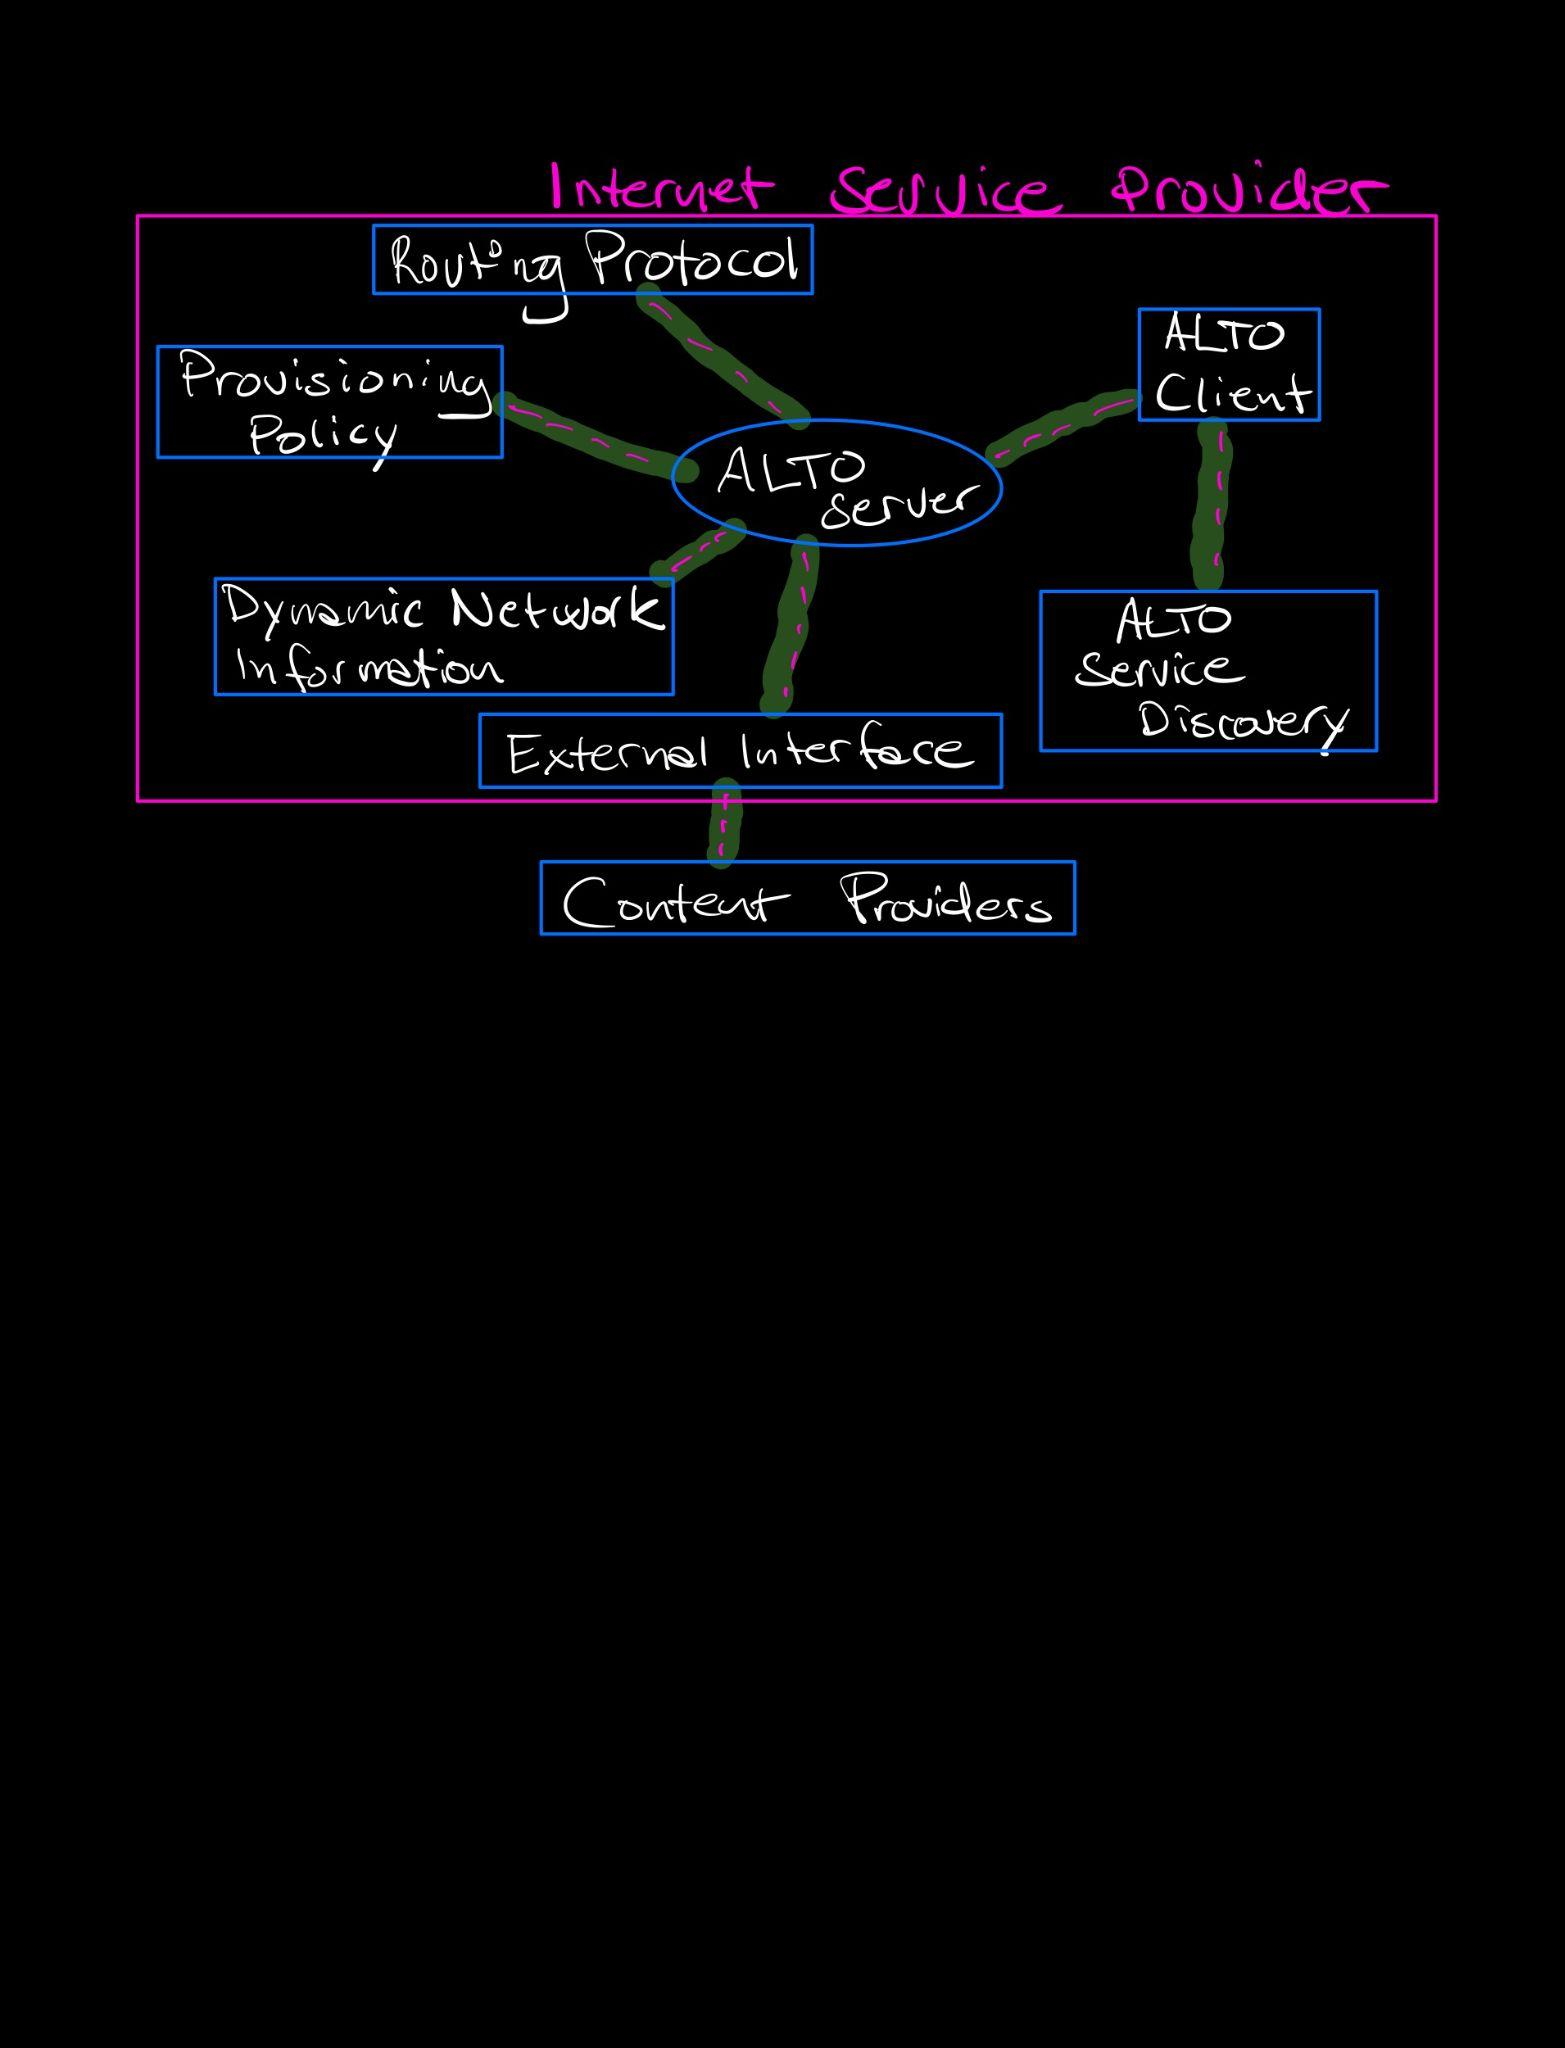 Internet Service Provider
Routing Protocol
Provisioning
Policy
ALTO
Client
ALTO
Server
Dynamic Network
Information
ALTO
Service
Discovery
External Interface
Content Providers